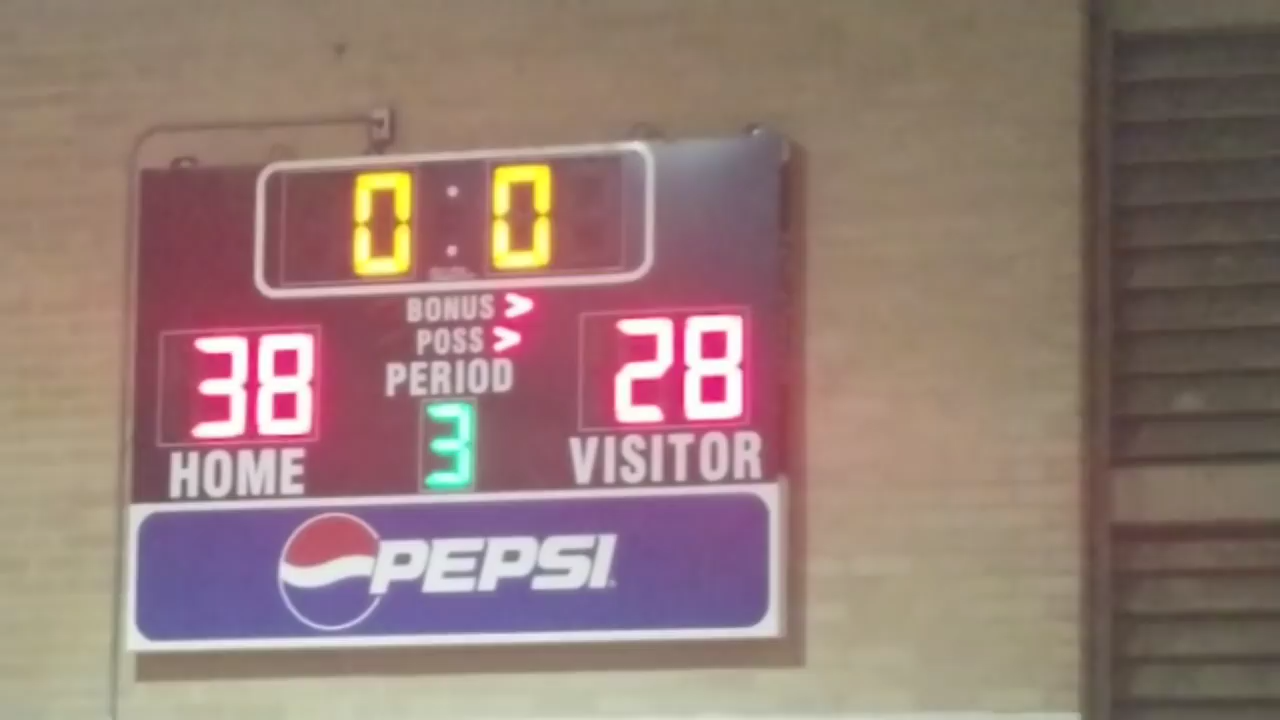 0:0
BONUS >
POSS >
PERIOD
38 3 28
HOME VISITOR
PEPSI